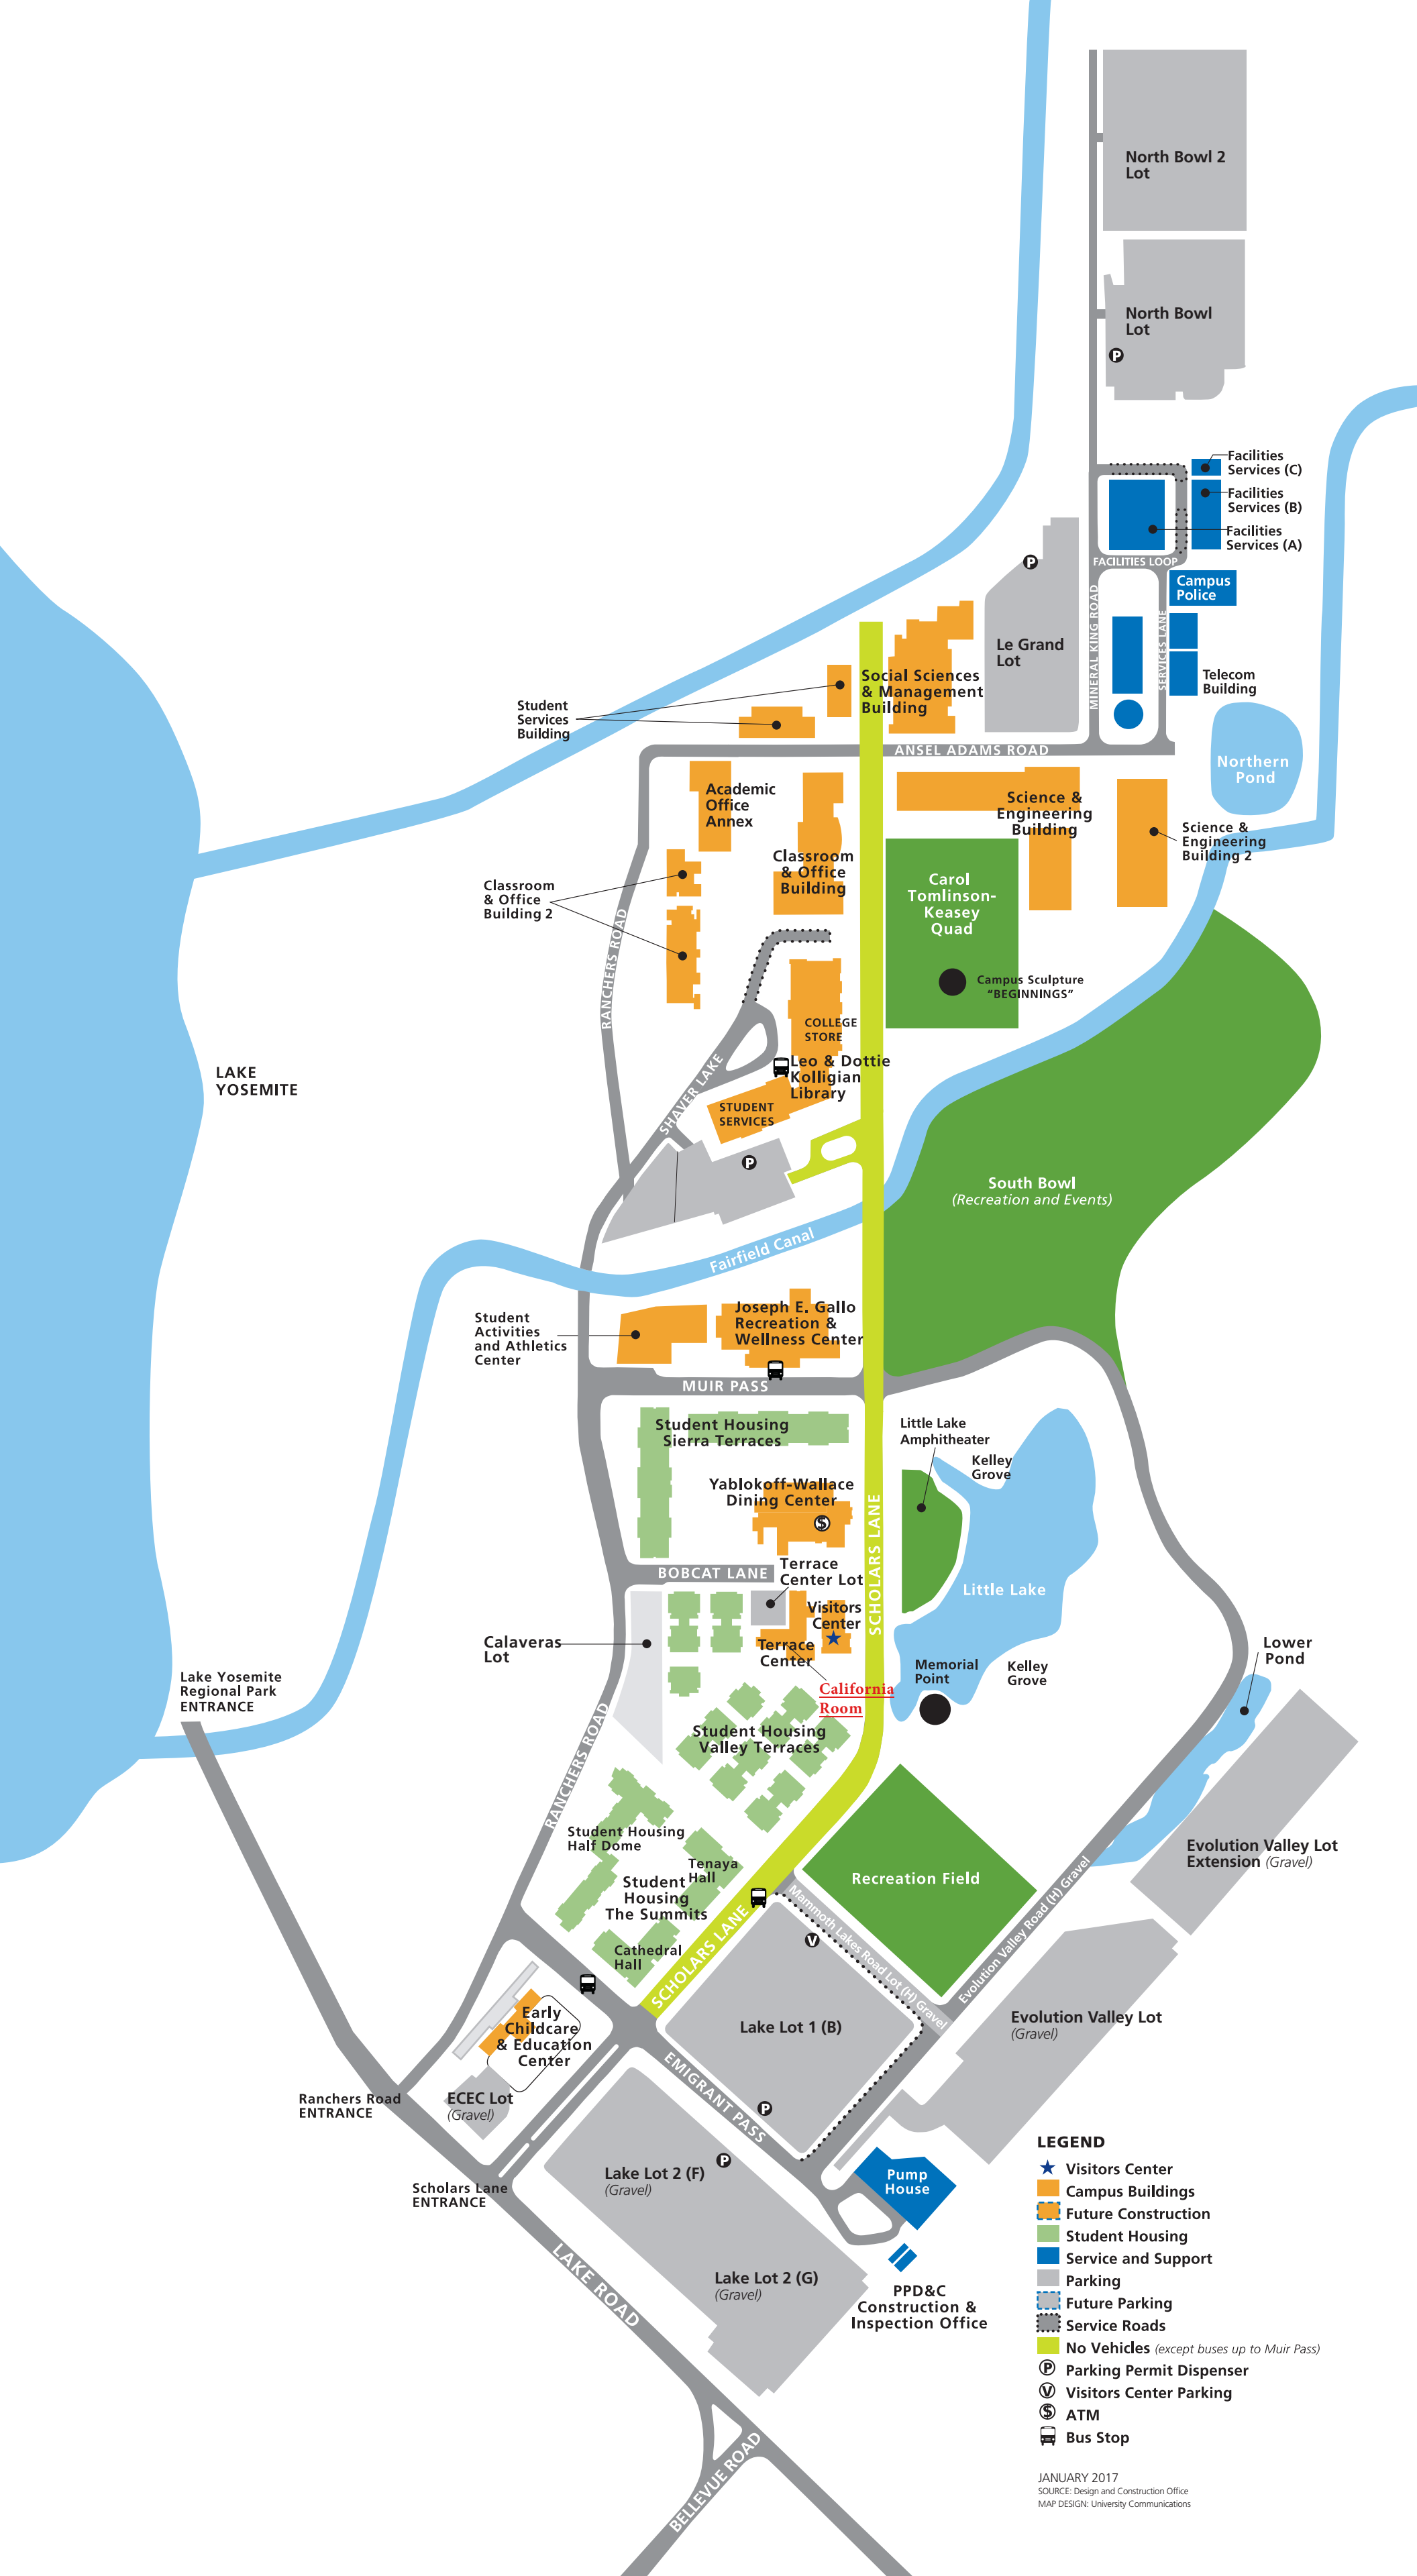 North Bowl 2
Lot
North Bowl
Lot
P
Facilities
Services (C)
Facilities
Services (B)
Facilities
Services (A)
P
FACILITIES LOOP
Campus
Police
MINERAL KING ROAD
SERVICES LANE
Le Grand
Lot
Social Sciences
& Management
Building
Telecom
Building
Student
Services
Building
ANSEL ADAMS ROAD
Northern
Pond
Academic
Office
Annex
Science &
Engineering
Building
Science &
Engineering
Building 2
Classroom
& Office
Building
Carol
Tomlinson-
Keasey
Quad
Classroom
& Office
Building 2
RANCHERS ROAD
Campus Sculpture
“BEGINNINGS”
COLLEGE
STORE
LAKE
YOSEMITE
Leo & Dottie
Kolligian
Library
SHAVER LAKE
STUDENT
SERVICES
P
South Bowl
(Recreation and Events)
Fairfield Canal
Student
Activities
and Athletics
Center
Joseph E. Gallo
Recreation &
Wellness Center
MUIR PASS
Student Housing
Sierra Terraces
Little Lake
Amphitheater
Kelley
Grove
Yablokoff-Wallace
Dining Center
$
SCHOLARS LANE
BOBCAT LANE
Terrace
Center Lot
Little Lake
Visitors
Center
Calaveras
Lot
Terrace
Center
Lower
Pond
Memorial
Point
Kelley
Grove
Lake Yosemite
Regional Park
ENTRANCE
California
Room
Student Housing
Valley Terraces
RANCHERS ROAD
Student Housing
Half Dome
Tenaya
Hall
Student
Housing
The Summits
Recreation Field
Evolution Valley Lot
Extension (Gravel)
Mammoth Lakes Road Lot (H) Gravel
Evolution Valley Road (H) Gravel
V
SCHOLARS LANE
Cathedral
Hall
Early
Childcare
& Education
Center
Lake Lot 1 (B)
Evolution Valley Lot
(Gravel)
EMIGRANT PASS
Ranchers Road
ENTRANCE
ECEC Lot
(Gravel)
P
P
Lake Lot 2 (F)
(Gravel)
Pump
House
Scholars Lane
ENTRANCE
LAKE ROAD
Lake Lot 2 (G)
(Gravel)
PPD&C
Construction &
Inspection Office
BELLEVUE ROAD
LEGEND
Visitors Center
Campus Buildings
Future Construction
Student Housing
Service and Support
Parking
Future Parking
Service Roads
No Vehicles (except buses up to Muir Pass)
P Parking Permit Dispenser
V Visitors Center Parking
$ ATM
Bus Stop
JANUARY 2017
SOURCE: Design and Construction Office
MAP DESIGN: University Communications